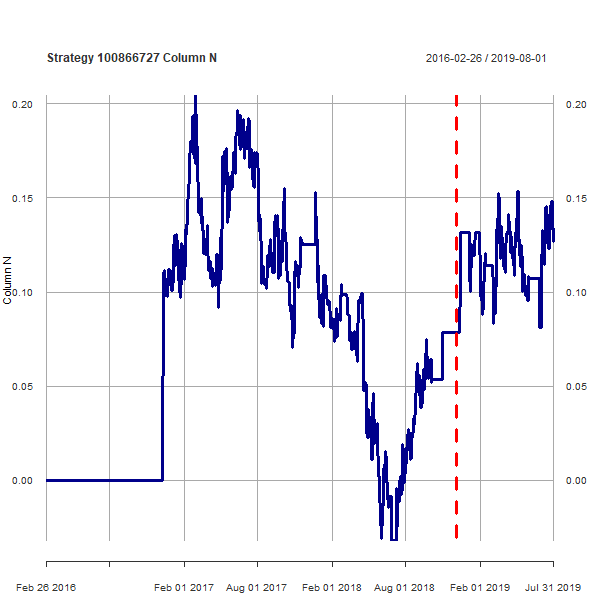 Strategy 100866727 Column N
2016-02-26 / 2019-08-01
0.20
0.20
0.15
0.15
Column N
0.10
0.10
0.05
0.05
0.00
0.00
Feb 26 2016
Feb 01 2017
Aug 01 2017
Feb 01 2018
Aug 01 2018
Feb 01 2019
Jul 31 2019